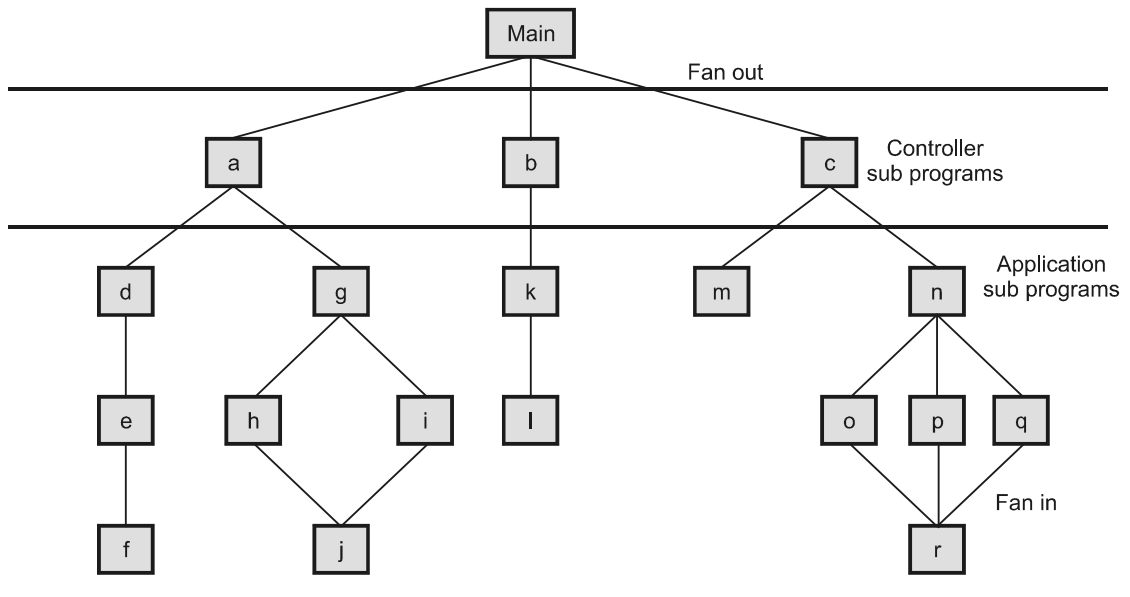 Main
Fan out
a
b
c
Controller
sub programs
d
g
k
m
n
Application
sub programs
e
h
i
l
o
p
q
Fan in
f
j
r